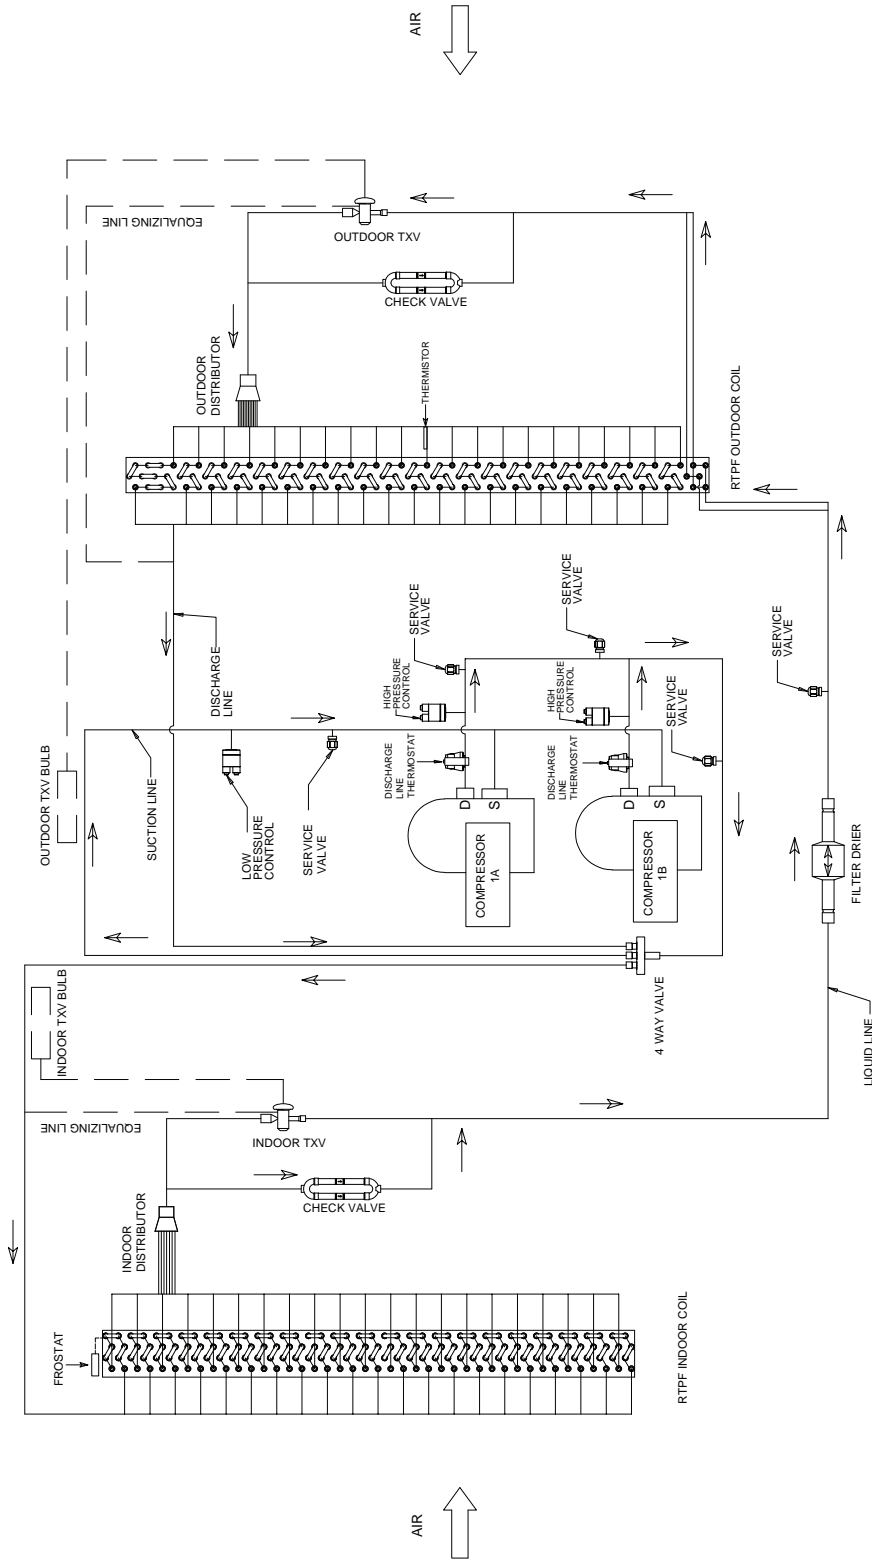 AIR
EQUALIZING LINE
OUTDOOR TXV
CHECK VALVE
OUTDOOR
DISTRIBUTOR
THERMISTOR
RTPF OUTDOOR COIL
DISCHARGE
LINE
SERVICE
VALVE
SERVICE
VALVE
HIGH
PRESSURE
CONTROL
HIGH
PRESSURE
CONTROL
SERVICE
VALVE
SERVICE
VALVE
OUTDOOR TXV BULB
SUCTION LINE
LOW
PRESSURE
CONTROL
SERVICE
VALVE
DISCHARGE
LINE
THERMOSTAT
DISCHARGE
LINE
THERMOSTAT
D
S
D
S
COMPRESSOR
1A
COMPRESSOR
1B
FILTER DRIER
INDOOR TXV BULB
4 WAY VALVE
LIQUID LINE
EQUALIZING LINE
INDOOR TXV
CHECK VALVE
INDOOR
DISTRIBUTOR
FROSTAT
RTPF INDOOR COIL
AIR